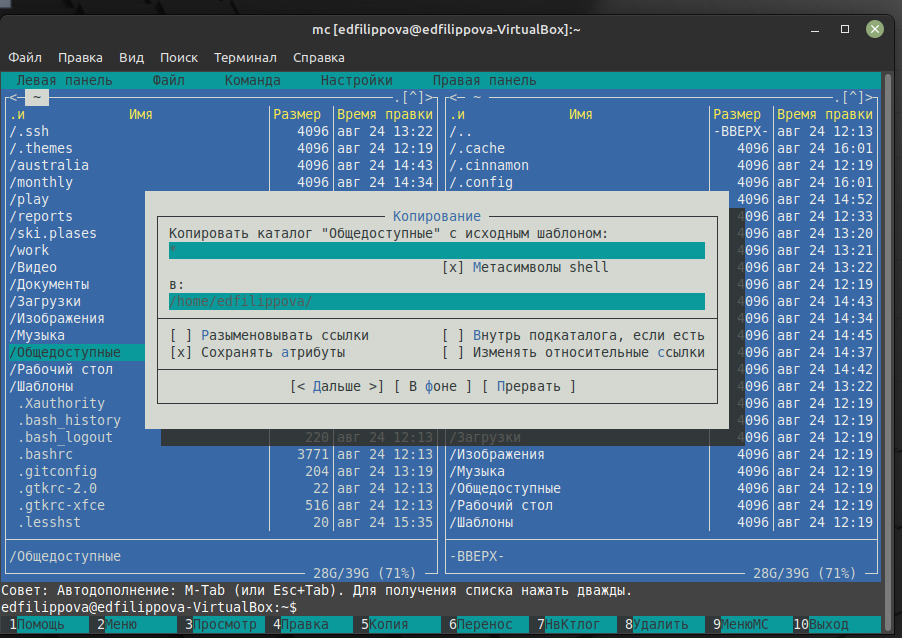 mc [edfilippova@edfilippova-VirtualBox]:~
Файл Правка Вид Поиск Терминал Справка
Левая панель Файл Команда Настройки Правая панель
<─ ~ .[^]> <─ ~ .[^]>
.и Имя Размер Время правки .и Имя Размер Время правки
/.ssh 4096 авг 24 13:22 /.. -ВВЕРХ- авг 24 12:13
/.themes 4096 авг 24 12:19 /.cache 4096 авг 24 16:01
/australia 4096 авг 24 14:43 /.cinnamon 4096 авг 24 12:19
/monthly 4096 авг 24 14:34 /.config 4096 авг 24 16:01
/play 4096 авг 24 14:52
/reports Копирование 4096 авг 24 12:33
/ski.plases Копировать каталог "Общедоступные" с исходным шаблоном: 4096 авг 24 13:20
/work * 4096 авг 24 13:21
/Видео [x] Метасимволы shell 4096 авг 24 13:22
/Документы в: 4096 авг 24 12:19
/Загрузки /home/edfilippova/ 4096 авг 24 14:43
/Изображения 4096 авг 24 14:34
/Музыка [ ] Разыменовывать ссылки [ ] Внутрь подкаталога, если есть 4096 авг 24 14:45
/Общедоступные [x] Сохранять атрибуты [ ] Изменять относительные ссылки 4096 авг 24 14:37
/Рабочий стол 4096 авг 24 14:42
/Шаблоны [< Дальше >] [ В фоне ] [ Прервать ] 4096 авг 24 13:22
.Xauthority 4096 авг 24 12:19
.bash_history 4096 авг 24 12:19
.bash_logout 220 авг 24 12:13 /Загрузки 4096 авг 24 12:19
.bashrc 3771 авг 24 12:13 /Изображения 4096 авг 24 12:19
.gitconfig 204 авг 24 13:19 /Музыка 4096 авг 24 12:19
.gtkrc-2.0 22 авг 24 12:13 /Общедоступные 4096 авг 24 12:19
.gtkrc-xfce 516 авг 24 12:13 /Рабочий стол 4096 авг 24 12:19
.lesshst 20 авг 24 15:35 /Шаблоны 4096 авг 24 12:19
/Общедоступные -ВВЕРХ-
28G/39G (71%) 28G/39G (71%)
Совет: Автодополнение: M-Tab (или Esc+Tab). Для получения списка нажать дважды.
edfilippova@edfilippova-VirtualBox:~$
1Помощь 2Меню 3Просмотр 4Правка 5Копия 6Перенос 7НвКтлог 8Удалить 9МенюМС 10Выход